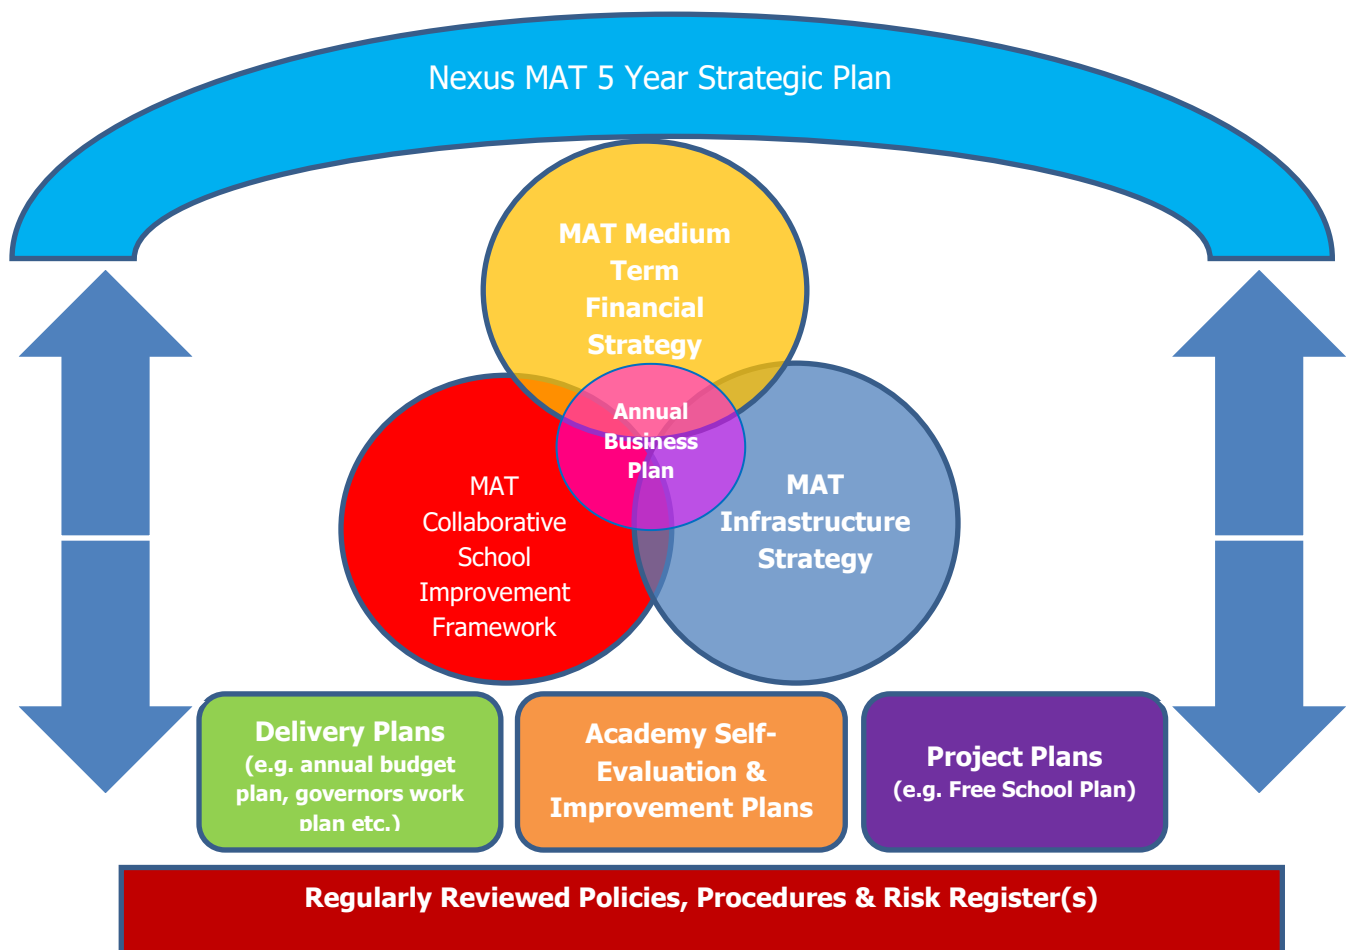 Nexus MAT 5 Year Strategic Plan
MAT Medium
Term
Financial
Strategy
Annual
Business
Plan
MAT
Collaborative
School
Improvement
Framework
MAT
Infrastructure
Strategy
Delivery Plans
(e.g. annual budget
plan, governors work
plan etc.)
Academy Self-
Evaluation &
Improvement Plans
Project Plans
(e.g. Free School Plan)
Regularly Reviewed Policies, Procedures & Risk Register(s)